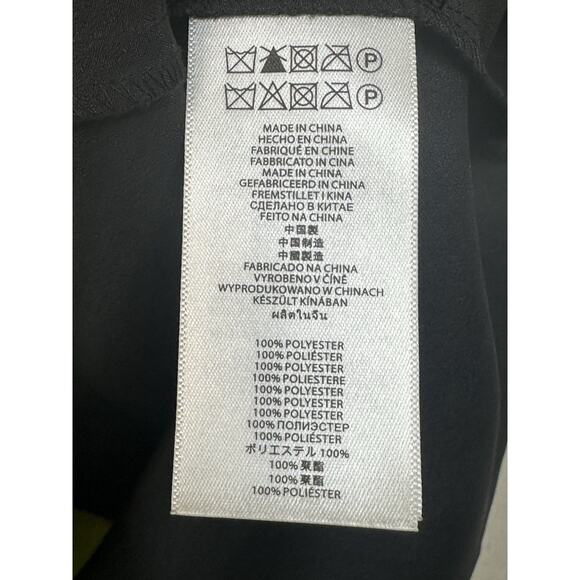 P
P
MADE IN CHINA
HECHO EN CHINA
FABRIQUÉ EN CHINE
FABBRICATO IN CINA
MADE IN CHINA
GEFABRICEERD IN CHINA
FREMSTILLET I KINA
СДЕЛАНО В КИТАЕ
FEITO NA CHINA
中国製
中国制造
中國製造
FABRICADO NA CHINA
VYROBENO V ČÍNĚ
WYPRODUKOWANO W CHINACH
KÉSZÜLT KÍNÁBAN
ผลิตในจีน
100% POLYESTER
100% POLIÉSTER
100% POLYESTER
100% POLIESTERE
100% POLYESTER
100% POLYESTER
100% POLYESTER
100% ПОЛИЭСТЕР
100% POLIÉSTER
ポリエステル 100%
100% 聚酯
100% 聚酯
100% POLIÉSTER